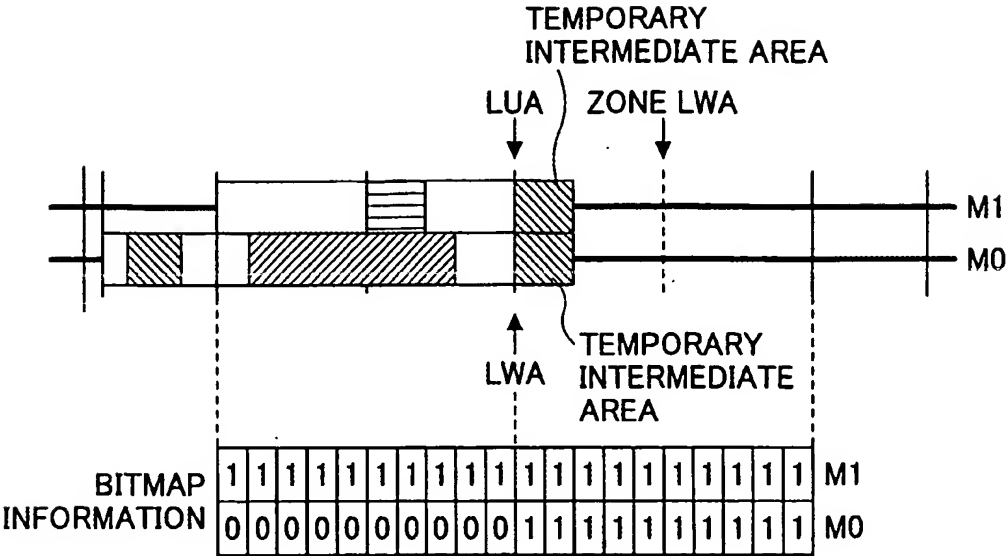 TEMPORARY
INTERMEDIATE AREA
LUA
ZONE LWA
M1
M0
LWA
TEMPORARY
INTERMEDIATE
AREA
BITMAP
INFORMATION
1 1 1 1 1 1 1 1 1 1 1 1 1 1 1 1 1 1 1 1 M1
0 0 0 0 0 0 0 0 0 0 1 1 1 1 1 1 1 1 1 1 M0